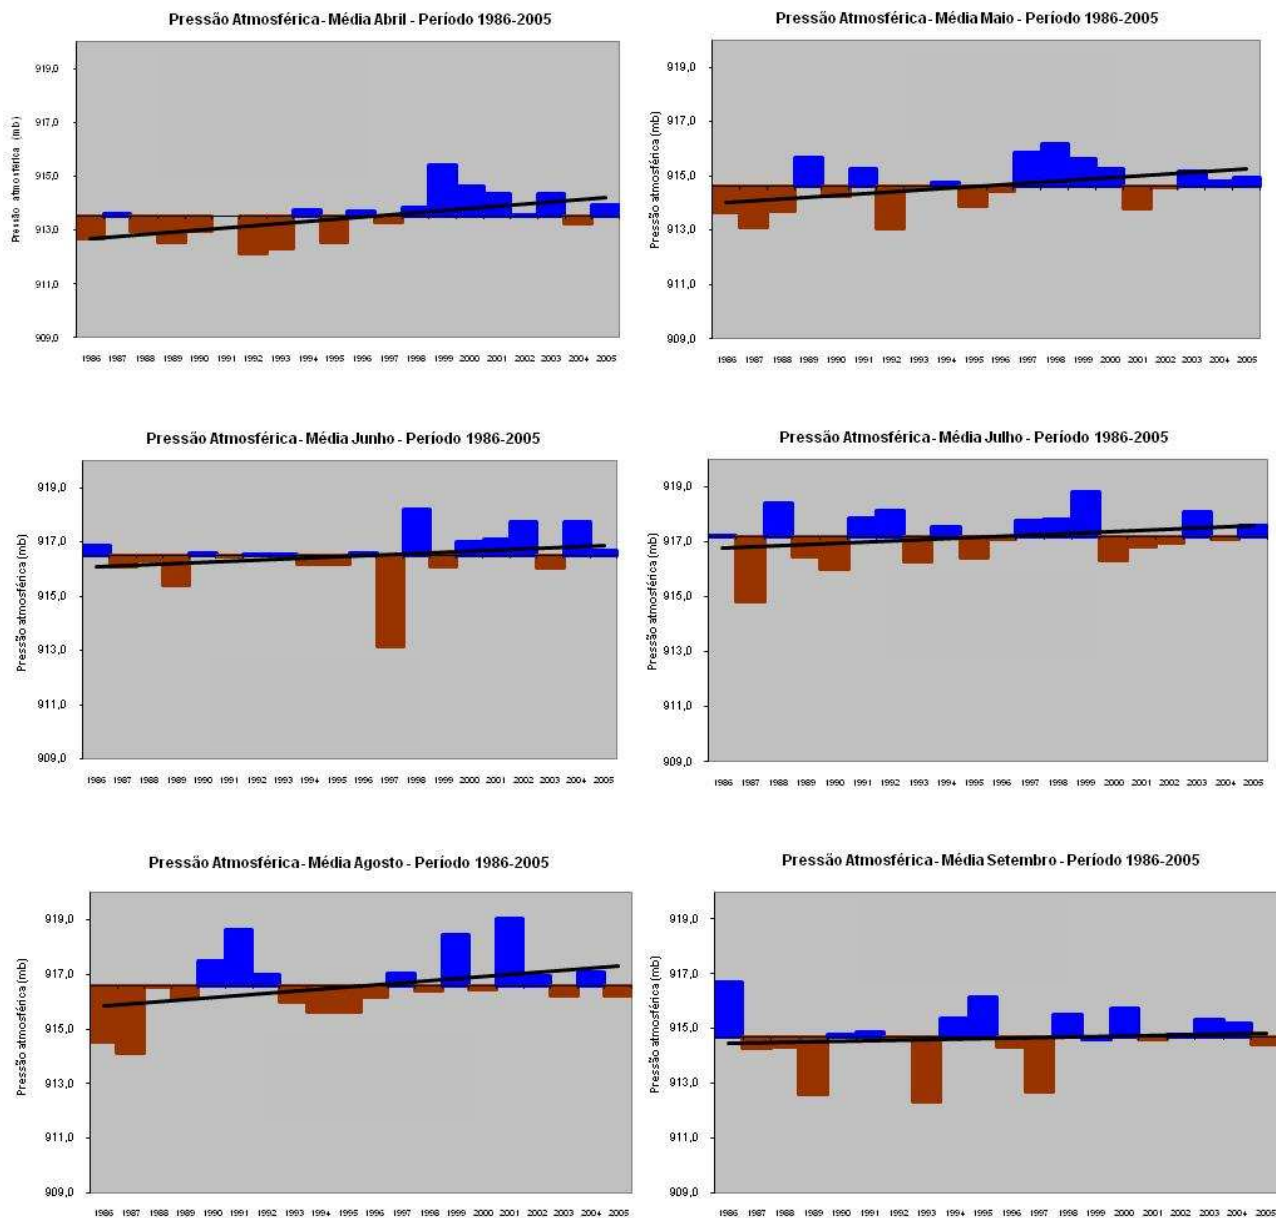 Pressão Atmosférica - Média Abril - Período 1986-2005
Pressão atmosférica (mb)
919,0
917,0
915,0
913,0
911,0
909,0
1986 1987 1988 1989 1990 1991 1992 1993 1994 1995 1996 1997 1998 1999 2000 2001 2002 2003 2004 2005
Pressão Atmosférica - Média Maio - Período 1986-2005
Pressão atmosférica (mb)
919,0
917,0
915,0
913,0
911,0
909,0
1986 1987 1988 1989 1990 1991 1992 1993 1994 1995 1996 1997 1998 1999 2000 2001 2002 2003 2004 2005
Pressão Atmosférica - Média Junho - Período 1986-2005
Pressão atmosférica (mb)
919,0
917,0
915,0
913,0
911,0
909,0
1986 1987 1988 1989 1990 1991 1992 1993 1994 1995 1996 1997 1998 1999 2000 2001 2002 2003 2004 2005
Pressão Atmosférica - Média Julho - Período 1986-2005
Pressão atmosférica (mb)
919,0
917,0
915,0
913,0
911,0
909,0
1986 1987 1988 1989 1990 1991 1992 1993 1994 1995 1996 1997 1998 1999 2000 2001 2002 2003 2004 2005
Pressão Atmosférica - Média Agosto - Período 1986-2005
Pressão atmosférica (mb)
919,0
917,0
915,0
913,0
911,0
909,0
1986 1987 1988 1989 1990 1991 1992 1993 1994 1995 1996 1997 1998 1999 2000 2001 2002 2003 2004 2005
Pressão Atmosférica - Média Setembro - Período 1986-2005
Pressão atmosférica (mb)
919,0
917,0
915,0
913,0
911,0
909,0
1986 1987 1988 1989 1990 1991 1992 1993 1994 1995 1996 1997 1998 1999 2000 2001 2002 2003 2004 2005